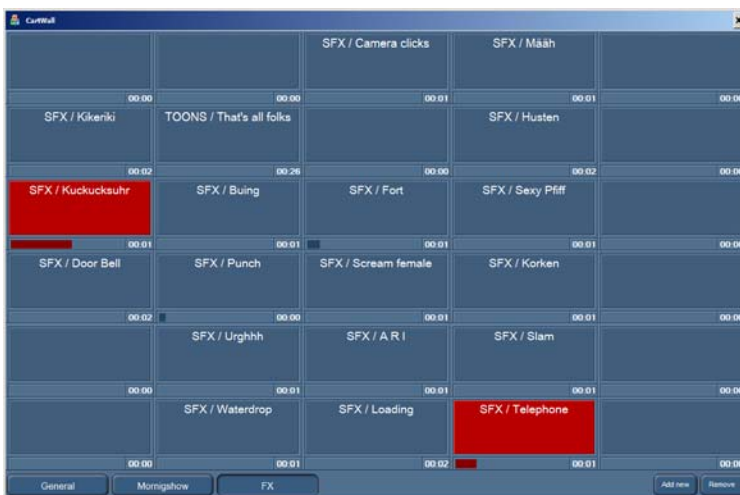 CartWall
SFX / Camera clicks SFX / Määh
00:00 00:00 00:01 00:01 00:00
SFX / Kikeriki TOONS / That's all folks SFX / Husten
00:02 00:26 00:00 00:02 00:00
SFX / Kuckucksuhr SFX / Buing SFX / Fort SFX / Sexy Pfiff
00:01 00:01 00:01 00:01 00:00
SFX / Door Bell SFX / Punch SFX / Scream female SFX / Korken
00:02 00:00 00:01 00:01 00:00
SFX / Urghhh SFX / A R I SFX / Slam
00:00 00:01 00:01 00:01 00:00
SFX / Waterdrop SFX / Loading SFX / Telephone
00:00 00:01 00:02 00:01 00:00
General Mornigshow FX Add new Remove